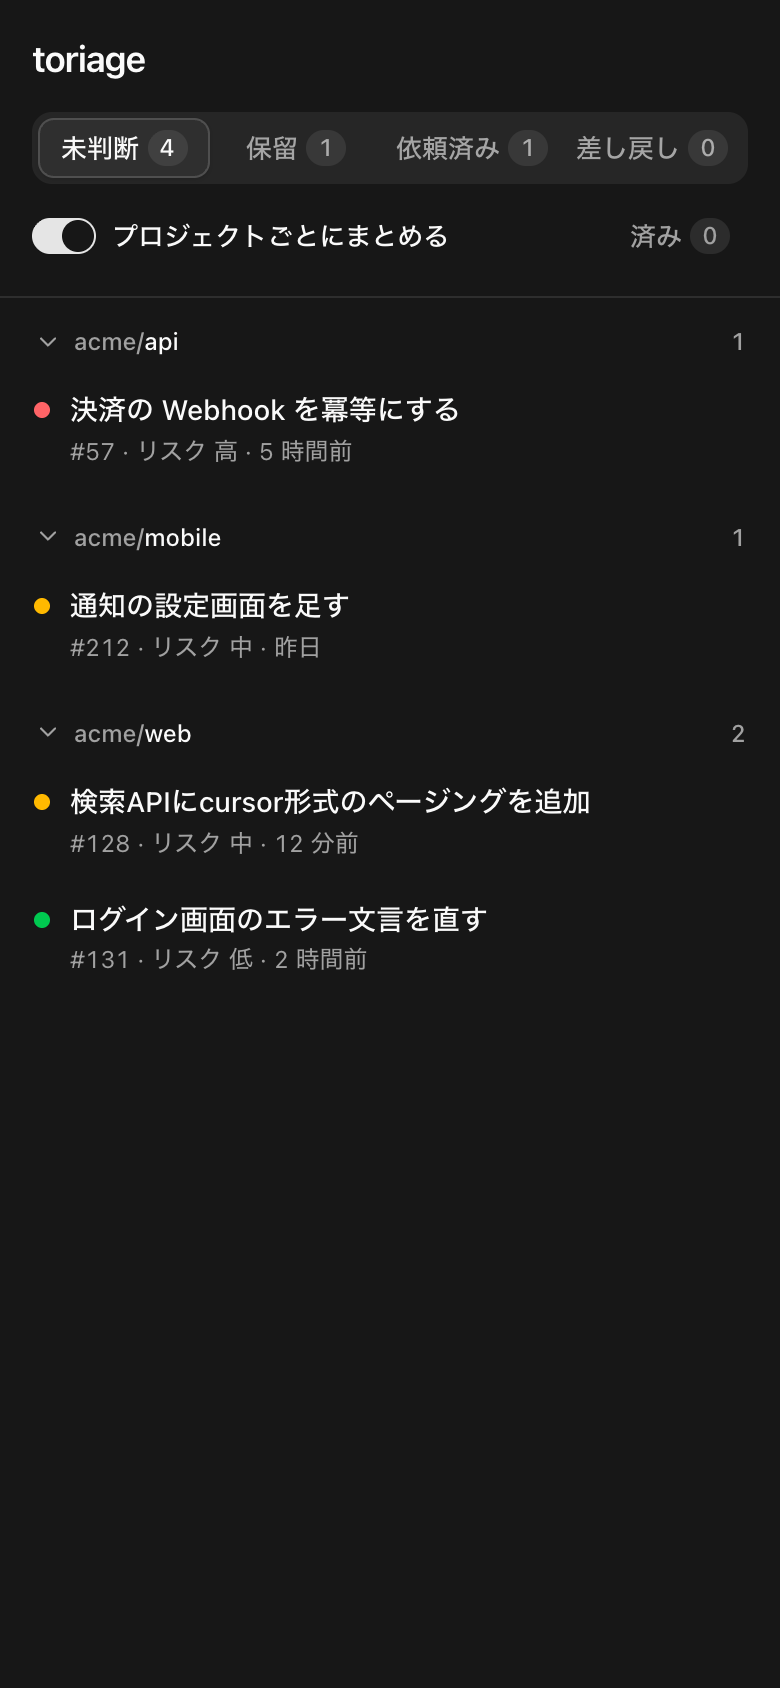 toriage
未判断 4 保留 1 依頼済み 1 差し戻し 0
プロジェクトごとにまとめる 済み 0
acme/api 1
決済の Webhook を冪等にする
#57 · リスク 高 · 5 時間前
acme/mobile 1
通知の設定画面を足す
#212 · リスク 中 · 昨日
acme/web 2
検索APIにcursor形式のページングを追加
#128 · リスク 中 · 12 分前
ログイン画面のエラー文言を直す
#131 · リスク 低 · 2 時間前